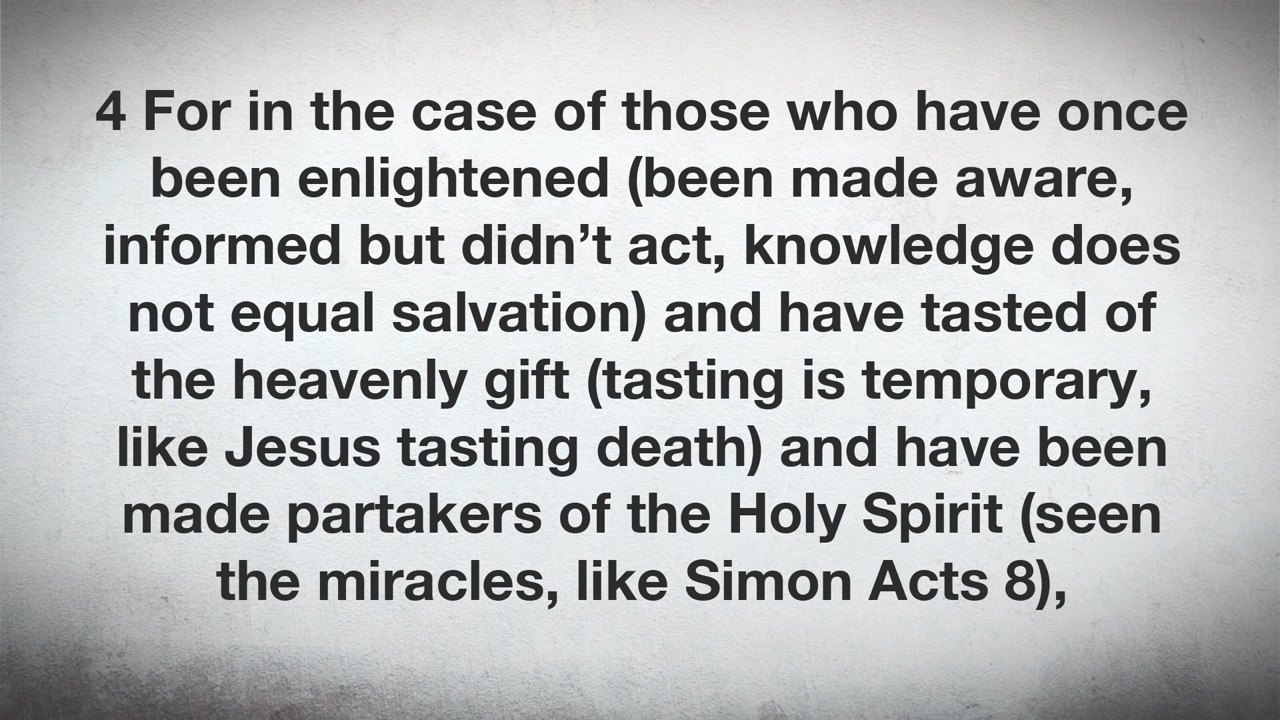 4 For in the case of those who have once
been enlightened (been made aware,
informed but didn’t act, knowledge does
not equal salvation) and have tasted of
the heavenly gift (tasting is temporary,
like Jesus tasting death) and have been
made partakers of the Holy Spirit (seen
the miracles, like Simon Acts 8),